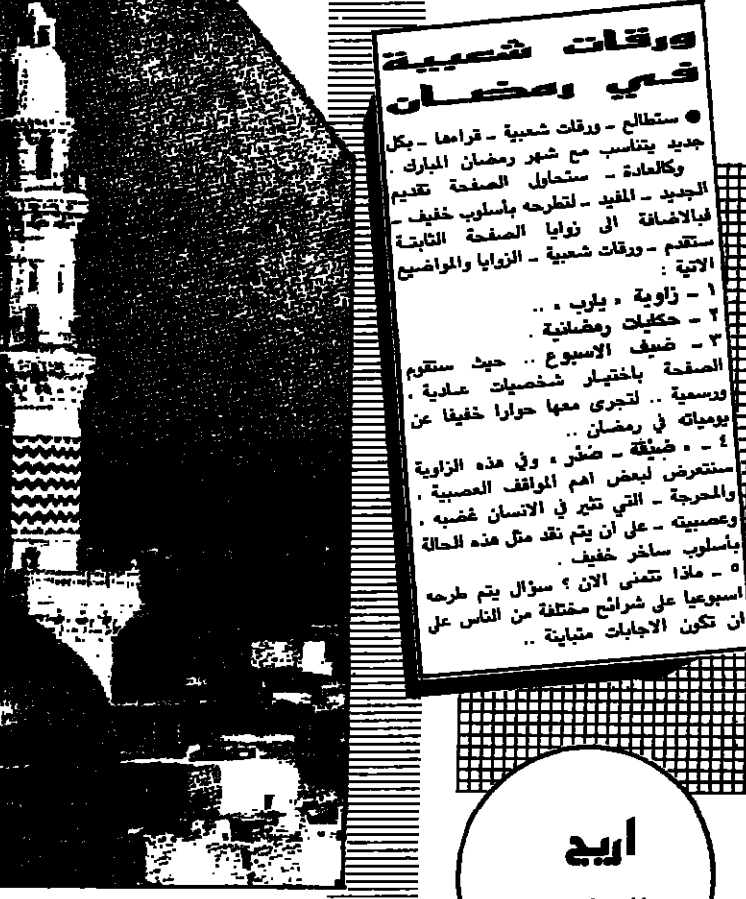 ورقات شعبية
في رمضان
● ستطالع ـ ورقات شعبية ـ قراءها ـ بكل
جديد يتناسب مع شهر رمضان المبارك .
وكالعادة ـ ستحاول الصفحة تقديم
الجديد ـ المفيد ـ لتطرحه بأسلوب خفيف ـ
فبالاضافة الى زوايا الصفحة الثابتة
ستقدم ـ ورقات شعبية ـ الزوايا والمواضيع
الاتية :
١ ـ زاوية « يارب » ..
٢ ـ حكايات رمضانية .
٣ ـ ضيف الاسبوع .. حيث ستقوم
الصفحة باختيار شخصيات عادية ،
ورسمية .. لتجرى معها حوارا خفيفا عن
يومياته في رمضان ..
٤ ـ « ضيْقة ـ صَدْر » وفي هذه الزاوية
سنتعرض لبعض اهم المواقف العصبية ،
والمحرجة ـ التي تثير في الانسان غضبه ،
وعصبيته ـ على ان يتم نقد مثل هذه الحالة
بأسلوب ساخر خفيف .
٥ ـ ماذا تتمنى الان ؟ سؤال يتم طرحه
اسبوعيا على شرائح مختلفة من الناس على
ان تكون الاجابات متباينة ..
اريج